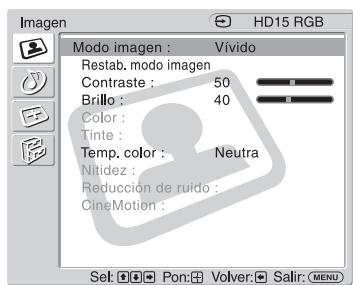 Imagen HD15 RGB
Modo imagen : Vívido
Restab. modo imagen
Contraste : 50
Brillo : 40
Color :
Tinte :
Temp. color : Neutra
Nitidez :
Reducción de ruido :
CineMotion :
Sel: Pon: Volver: Salir: MENU